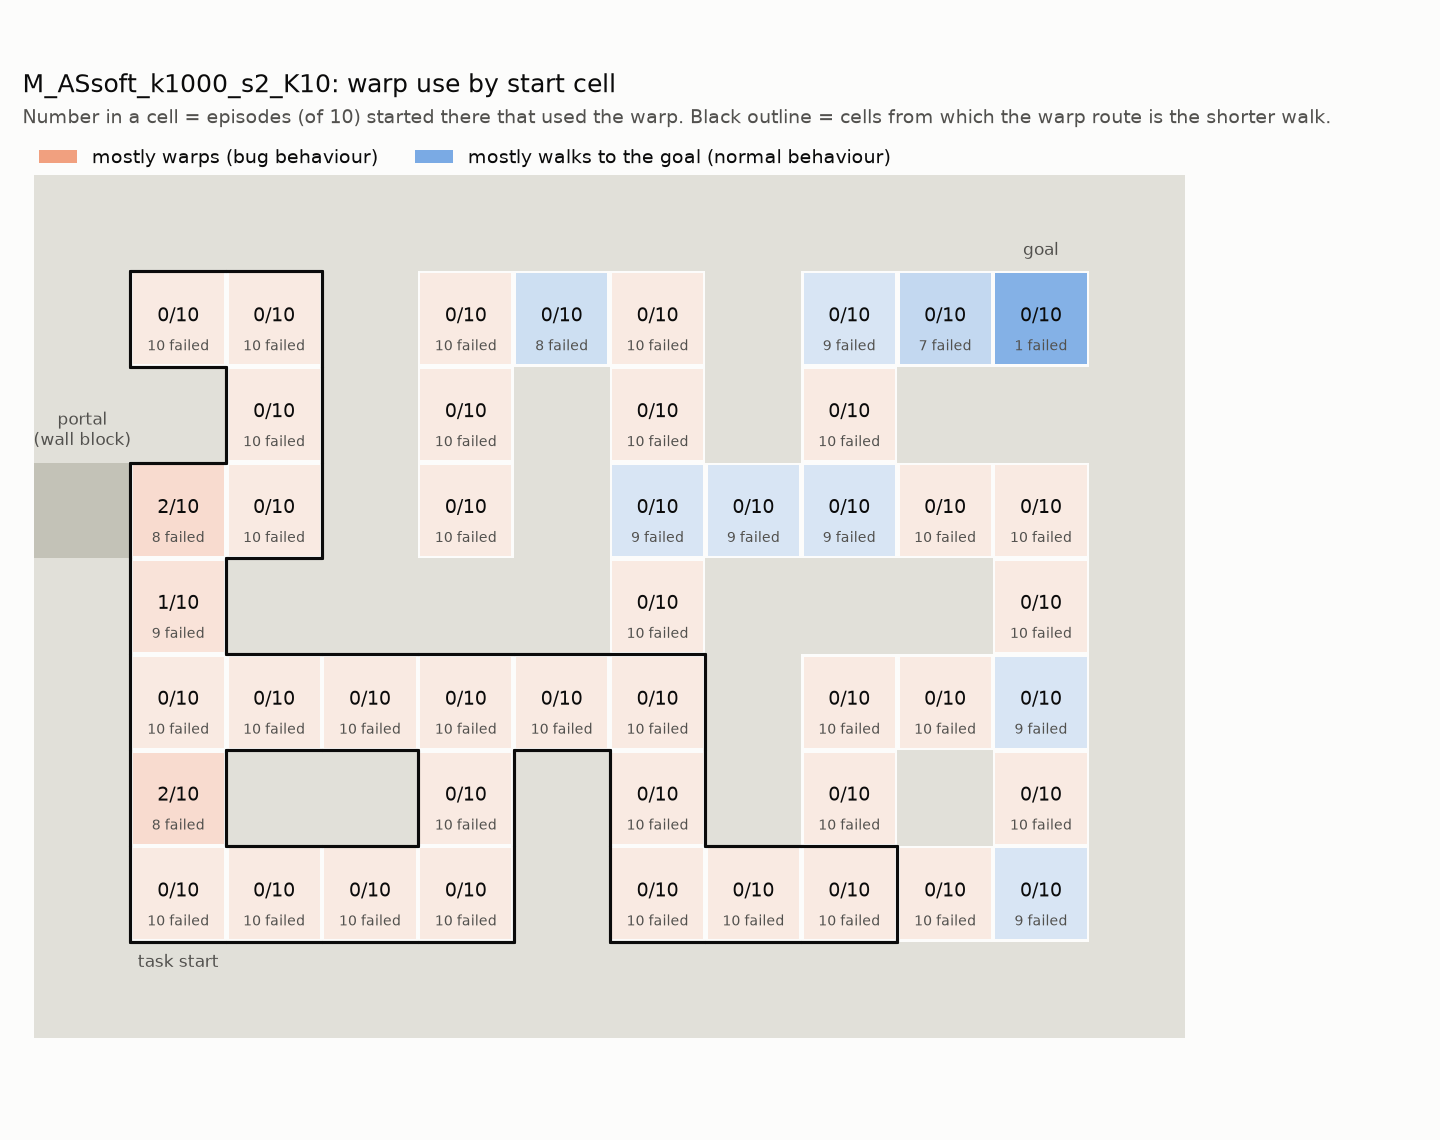 M_ASsoft_k1000_s2_K10: warp use by start cell
Number in a cell = episodes (of 10) started there that used the warp. Black outline = cells from which the warp route is the shorter walk.
mostly warps (bug behaviour) mostly walks to the goal (normal behaviour)
goal
0/10 0/10 0/10 0/10 0/10 0/10 0/10 0/10
10 failed 10 failed 10 failed 8 failed 10 failed 9 failed 7 failed 1 failed
0/10 0/10 0/10 0/10
10 failed 10 failed 10 failed 10 failed
portal
(wall block)
2/10 0/10 0/10 0/10 0/10 0/10 0/10 0/10
8 failed 10 failed 10 failed 9 failed 9 failed 9 failed 10 failed 10 failed
1/10 0/10 0/10
9 failed 10 failed 10 failed
0/10 0/10 0/10 0/10 0/10 0/10 0/10 0/10 0/10
10 failed 10 failed 10 failed 10 failed 10 failed 10 failed 10 failed 10 failed 9 failed
2/10 0/10 0/10 0/10 0/10
8 failed 10 failed 10 failed 10 failed 10 failed
0/10 0/10 0/10 0/10 0/10 0/10 0/10 0/10 0/10
10 failed 10 failed 10 failed 10 failed 10 failed 10 failed 10 failed 10 failed 9 failed
task start